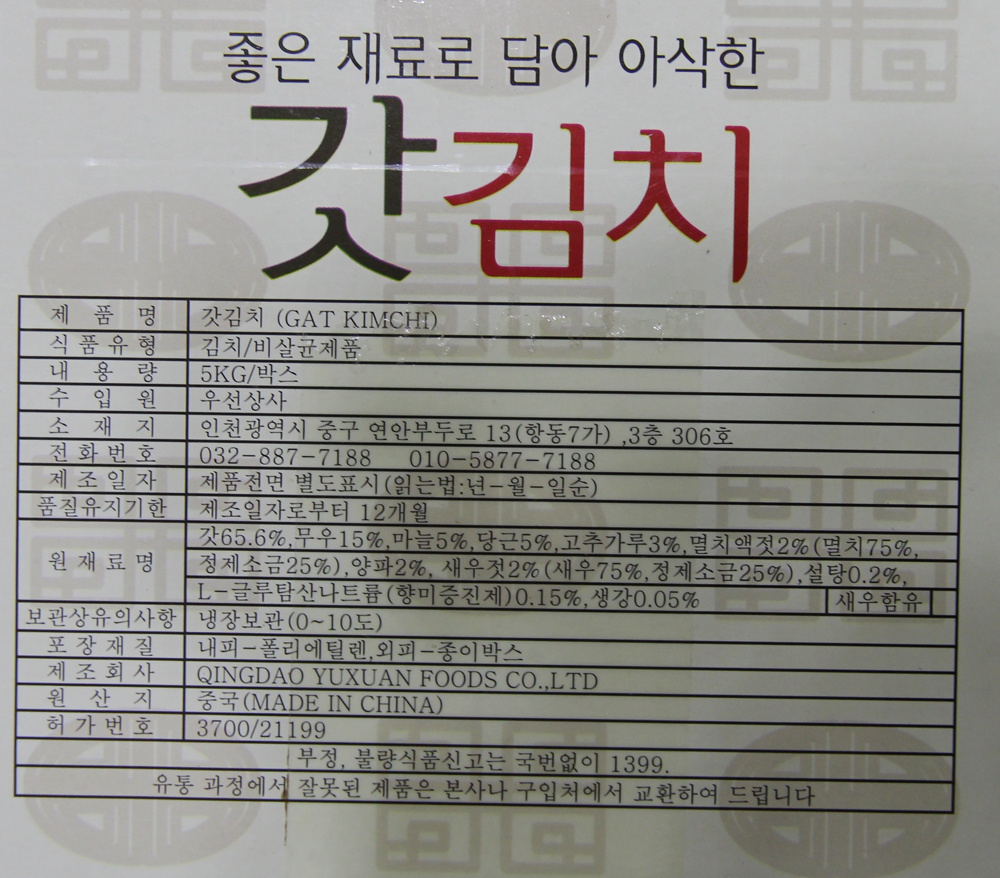 좋은 재료로 담아 아삭한
갓김치
제 품 명 갓김치 (GAT KIMCHI)
식품유형 김치/비살균제품
내 용 량 5KG/박스
수 입 원 우선상사
소 재 지 인천광역시 중구 연안부두로 13(항동7가) ,3층 306호
전화번호 032-887-7188 010-5877-7188
제조일자 제품전면 별도표시(읽는법:년-월-일순)
품질유지기한 제조일자로부터 12개월
원재료명 갓65.6%,무우15%,마늘5%,당근5%,고추가루3%,멸치액젓2%(멸치75%,
정제소금25%),양파2%, 새우젓2%(새우75%,정제소금25%),설탕0.2%,
L-글루탐산나트륨(향미증진제)0.15%,생강0.05% 새우함유
보관상유의사항 냉장보관(0~10도)
포장재질 내피-폴리에틸렌,외피-종이박스
제조회사 QINGDAO YUXUAN FOODS CO.,LTD
원 산 지 중국(MADE IN CHINA)
허가번호 3700/21199
부정, 불량식품신고는 국번없이 1399.
유통 과정에서 잘못된 제품은 본사나 구입처에서 교환하여 드립니다